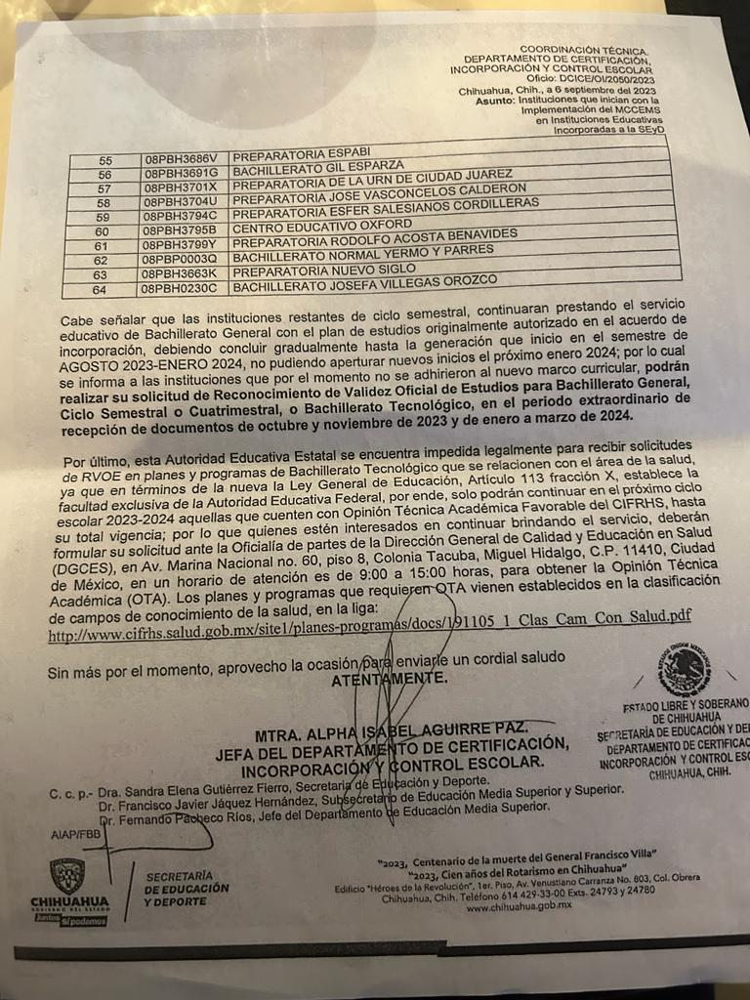 COORDINACIÓN TÉCNICA.
DEPARTAMENTO DE CERTIFICACIÓN,
INCORPORACIÓN Y CONTROL ESCOLAR
Oficio: DCICE/OI/2050/2023
Chihuahua, Chih., a 6 septiembre del 2023
Asunto: Instituciones que inician con la
Implementación del MCCEMS
en Instituciones Educativas
Incorporadas a la SEyD
55 08PBH3686V PREPARATORIA ESPABI
56 08PBH3691G BACHILLERATO GIL ESPARZA
57 08PBH3701X PREPARATORIA DE LA URN DE CIUDAD JUAREZ
58 08PBH3704U PREPARATORIA JOSE VASCONCELOS CALDERON
59 08PBH3794C PREPARATORIA ESFER SALESIANOS CORDILLERAS
60 08PBH3795B CENTRO EDUCATIVO OXFORD
61 08PBH3799Y PREPARATORIA RODOLFO ACOSTA BENAVIDES
62 08PBP0003Q BACHILLERATO NORMAL YERMO Y PARRES
63 08PBH3663K PREPARATORIA NUEVO SIGLO
64 08PBH0230C BACHILLERATO JOSEFA VILLEGAS OROZCO
Cabe señalar que las instituciones restantes de ciclo semestral, continuaran prestando el servicio
educativo de Bachillerato General con el plan de estudios originalmente autorizado en el acuerdo de
incorporación, debiendo concluir gradualmente hasta la generación que inicio en el semestre de
AGOSTO 2023-ENERO 2024, no pudiendo aperturar nuevos inicios el próximo enero 2024; por lo cual
se informa a las instituciones que por el momento no se adhirieron al nuevo marco curricular, podrán
realizar su solicitud de Reconocimiento de Validez Oficial de Estudios para Bachillerato General,
Ciclo Semestral o Cuatrimestral, o Bachillerato Tecnológico, en el periodo extraordinario de
recepción de documentos de octubre y noviembre de 2023 y de enero a marzo de 2024.
Por último, esta Autoridad Educativa Estatal se encuentra impedida legalmente para recibir solicitudes
de RVOE en planes y programas de Bachillerato Tecnológico que se relacionen con el área de la salud,
ya que en términos de la nueva la Ley General de Educación, Artículo 113 fracción X, establece la
facultad exclusiva de la Autoridad Educativa Federal, por ende, solo podrán continuar en el próximo ciclo
escolar 2023-2024 aquellas que cuenten con Opinión Técnica Académica Favorable del CIFRHS, hasta
su total vigencia; por lo que quienes estén interesados en continuar brindando el servicio, deberán
formular su solicitud ante la Oficialía de partes de la Dirección General de Calidad y Educación en Salud
(DGCES), en Av. Marina Nacional no. 60, piso 8, Colonia Tacuba, Miguel Hidalgo, C.P. 11410, Ciudad
de México, en un horario de atención es de 9:00 a 15:00 horas, para obtener la Opinión Técnica
Académica (OTA). Los planes y programas que requieren OTA vienen establecidos en la clasificación
de campos de conocimiento de la salud, en la liga:
http://www.cifrhs.salud.gob.mx/site1/planes-programas/docs/191105_1_Clas_Cam_Con_Salud.pdf
Sin más por el momento, aprovecho la ocasión para enviarle un cordial saludo
ATENTAMENTE.
MTRA. ALPHA ISABEL AGUIRRE PAZ.
JEFA DEL DEPARTAMENTO DE CERTIFICACIÓN,
INCORPORACIÓN Y CONTROL ESCOLAR.
ESTADOS UNIDOS MEXICANOS
ESTADO LIBRE Y SOBERANO
DE CHIHUAHUA
SECRETARÍA DE EDUCACIÓN Y DE
DEPARTAMENTO DE CERTIFICAC
INCORPORACIÓN Y CONTROL ESC
CHIHUAHUA, CHIH.
C. c. p.- Dra. Sandra Elena Gutiérrez Fierro, Secretaria de Educación y Deporte.
Dr. Francisco Javier Jáquez Hernández, Subsecretario de Educación Media Superior y Superior.
Dr. Fernando Pacheco Ríos, Jefe del Departamento de Educación Media Superior.
AIAP/FBB
CHIHUAHUA
GOBIERNO DEL ESTADO
Juntos Sí podemos
SECRETARÍA
DE EDUCACIÓN
Y DEPORTE
"2023, Centenario de la muerte del General Francisco Villa"
"2023, Cien años del Rotarismo en Chihuahua"
Edificio "Héroes de la Revolución", 1er. Piso, Av. Venustiano Carranza No. 803, Col. Obrera
Chihuahua, Chih. Teléfono 614 429-33-00 Exts. 24793 y 24780
www.chihuahua.gob.mx